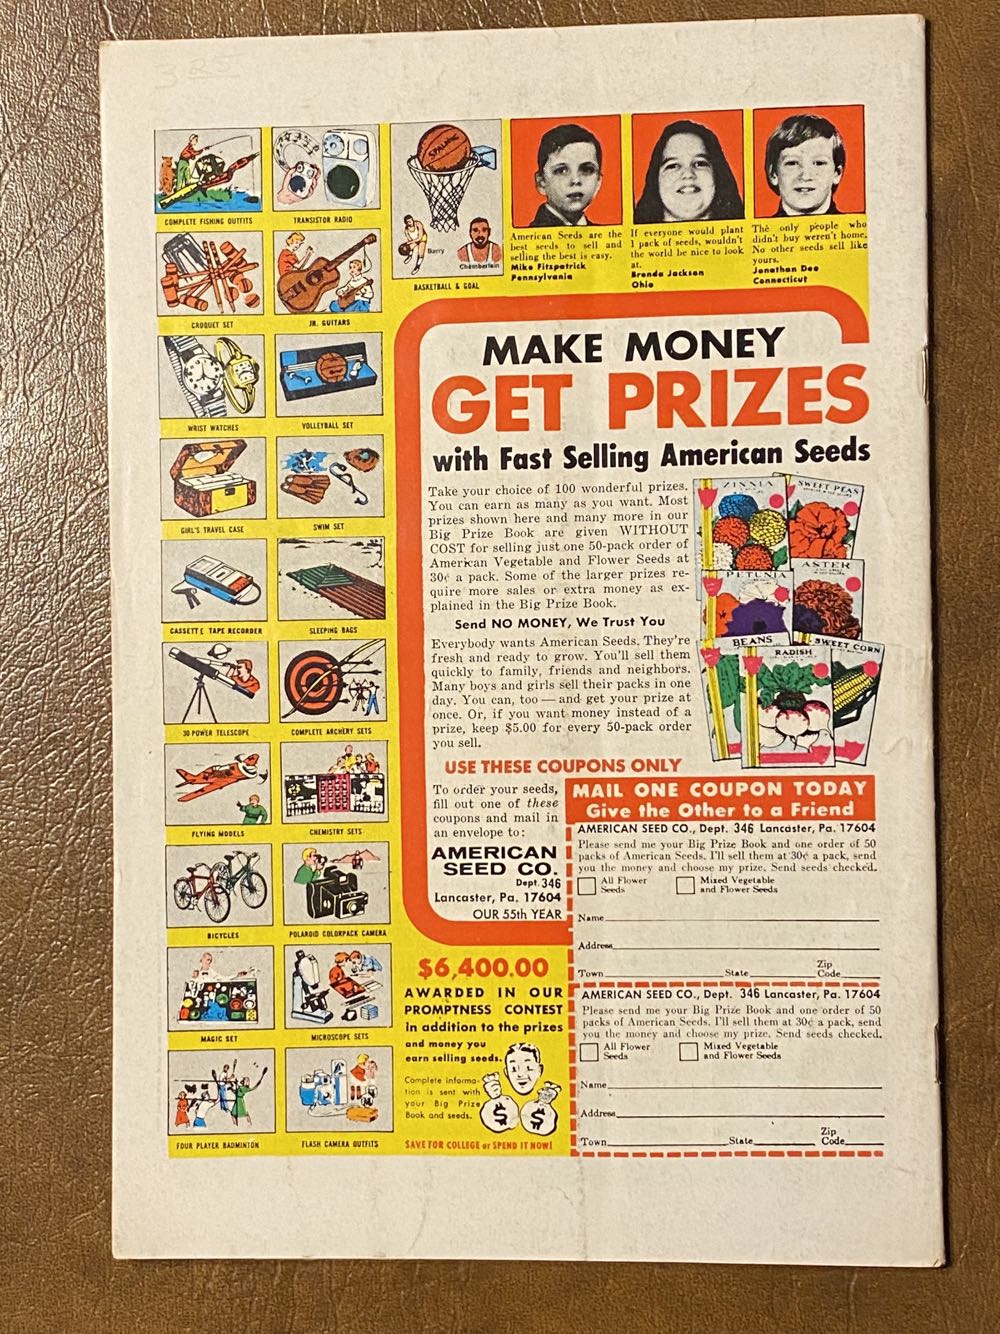 3.25
COMPLETE FISHING OUTFITS
TRANSISTOR RADIO
CROQUET SET
JR. GUITARS
WRIST WATCHES
VOLLEYBALL SET
GIRL'S TRAVEL CASE
SWIM SET
CASSETTE TAPE RECORDER
SLEEPING BAGS
30 POWER TELESCOPE
COMPLETE ARCHERY SETS
FLYING MODELS
CHEMISTRY SETS
BICYCLES
POLAROID COLORPACK CAMERA
MAGIC SET
MICROSCOPE SETS
FOUR PLAYER BADMINTON
FLASH CAMERA OUTFITS
SPALDING
Barry
Chamberlain
BASKETBALL & GOAL
American Seeds are the
best seeds to sell and
selling the best is easy.
Mike Fitzpatrick
Pennsylvania
If everyone would plant
1 pack of seeds, wouldn't
the world be nice to look
at.
Brenda Jackson
Ohio
The only people who
didn't buy weren't home.
No other seeds sell like
yours.
Jonathan Dee
Connecticut
MAKE MONEY
GET PRIZES
with Fast Selling American Seeds
Take your choice of 100 wonderful prizes.
You can earn as many as you want. Most
prizes shown here and many more in our
Big Prize Book are given WITHOUT
COST for selling just one 50-pack order of
American Vegetable and Flower Seeds at
30¢ a pack. Some of the larger prizes re-
quire more sales or extra money as ex-
plained in the Big Prize Book.
Send NO MONEY, We Trust You
Everybody wants American Seeds. They're
fresh and ready to grow. You'll sell them
quickly to family, friends and neighbors.
Many boys and girls sell their packs in one
day. You can, too — and get your prize at
once. Or, if you want money instead of a
prize, keep $5.00 for every 50-pack order
you sell.
ZINNIA
SWEET PEAS
PETUNIA
ASTER
BEANS
RADISH
SWEET CORN
USE THESE COUPONS ONLY
To order your seeds,
fill out one of these
coupons and mail in
an envelope to:
AMERICAN
SEED CO.
Dept. 346
Lancaster, Pa. 17604
OUR 55th YEAR
MAIL ONE COUPON TODAY
Give the Other to a Friend
AMERICAN SEED CO., Dept. 346 Lancaster, Pa. 17604
Please send me your Big Prize Book and one order of 50
packs of American Seeds. I'll sell them at 30¢ a pack, send
you the money and choose my prize. Send seeds checked.
All Flower
Seeds
Mixed Vegetable
and Flower Seeds
Name
Address
Town State Zip Code
AMERICAN SEED CO., Dept. 346 Lancaster, Pa. 17604
Please send me your Big Prize Book and one order of 50
packs of American Seeds. I'll sell them at 30¢ a pack, send
you the money and choose my prize. Send seeds checked.
All Flower
Seeds
Mixed Vegetable
and Flower Seeds
Name
Address
Town State Zip Code
$6,400.00
AWARDED IN OUR
PROMPTNESS CONTEST
in addition to the prizes
and money you
earn selling seeds.
Complete informa-
tion is sent with
your Big Prize
Book and seeds.
$ $
SAVE FOR COLLEGE or SPEND IT NOW!